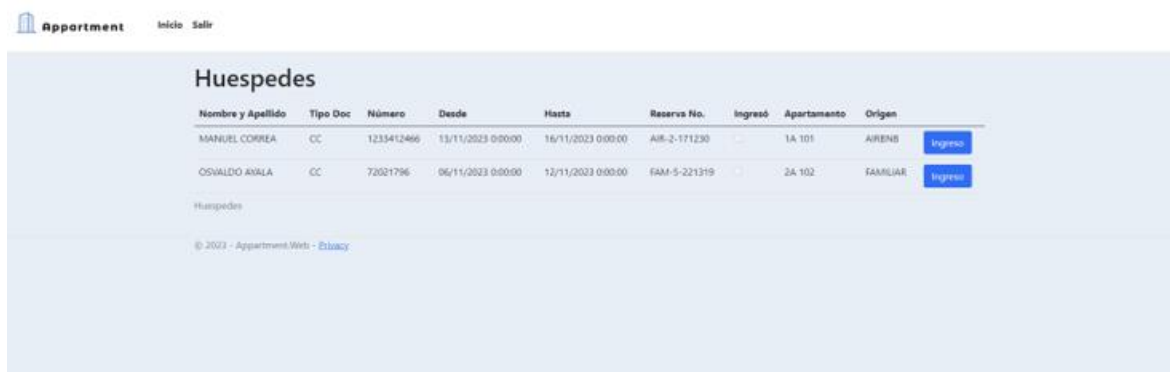 Appartment Inicio Salir
Huespedes
Nombre y Apellido Tipo Doc Número Desde Hasta Reserva No. Ingresó Apartamento Origen
MANUEL CORREA CC 1233412466 13/11/2023 0:00:00 16/11/2023 0:00:00 AIR-2-171230 1A 101 AIRBNB Ingreso
OSVALDO AYALA CC 72021796 06/11/2023 0:00:00 12/11/2023 0:00:00 FAM-5-221319 2A 102 FAMILIAR Ingreso
Huespedes
© 2023 - Appartment.Web - Privacy